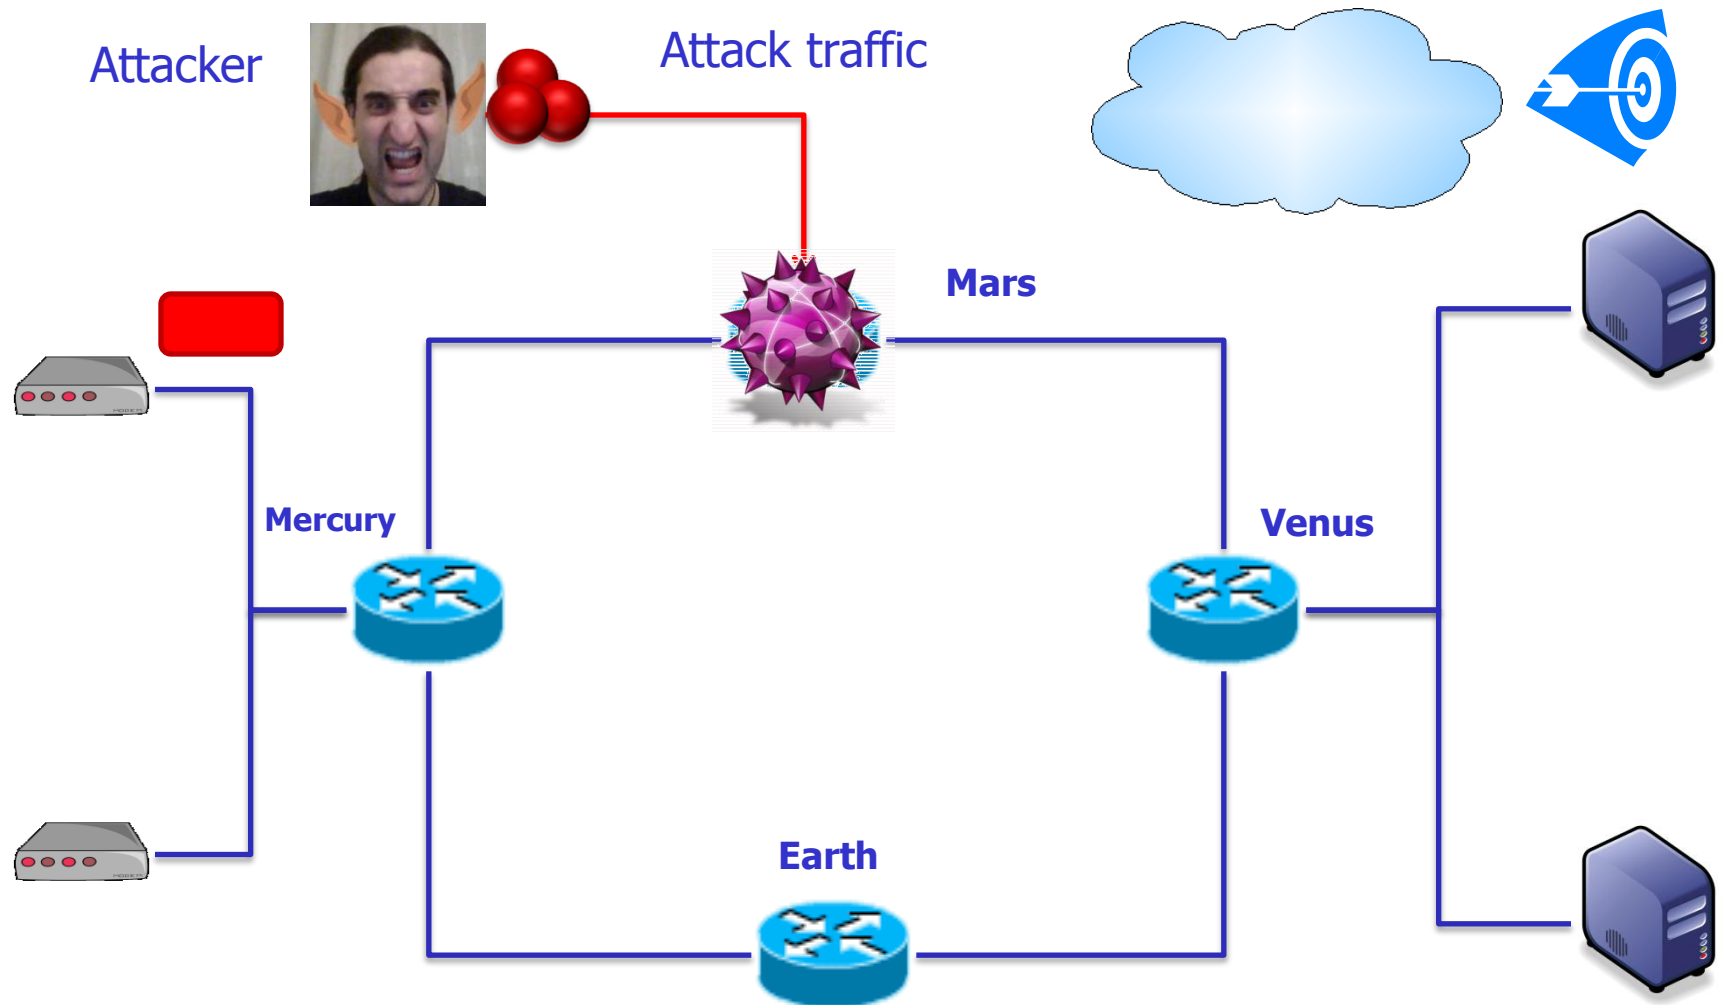 Attacker
Attack traffic
Mars
Mercury
Venus
Earth